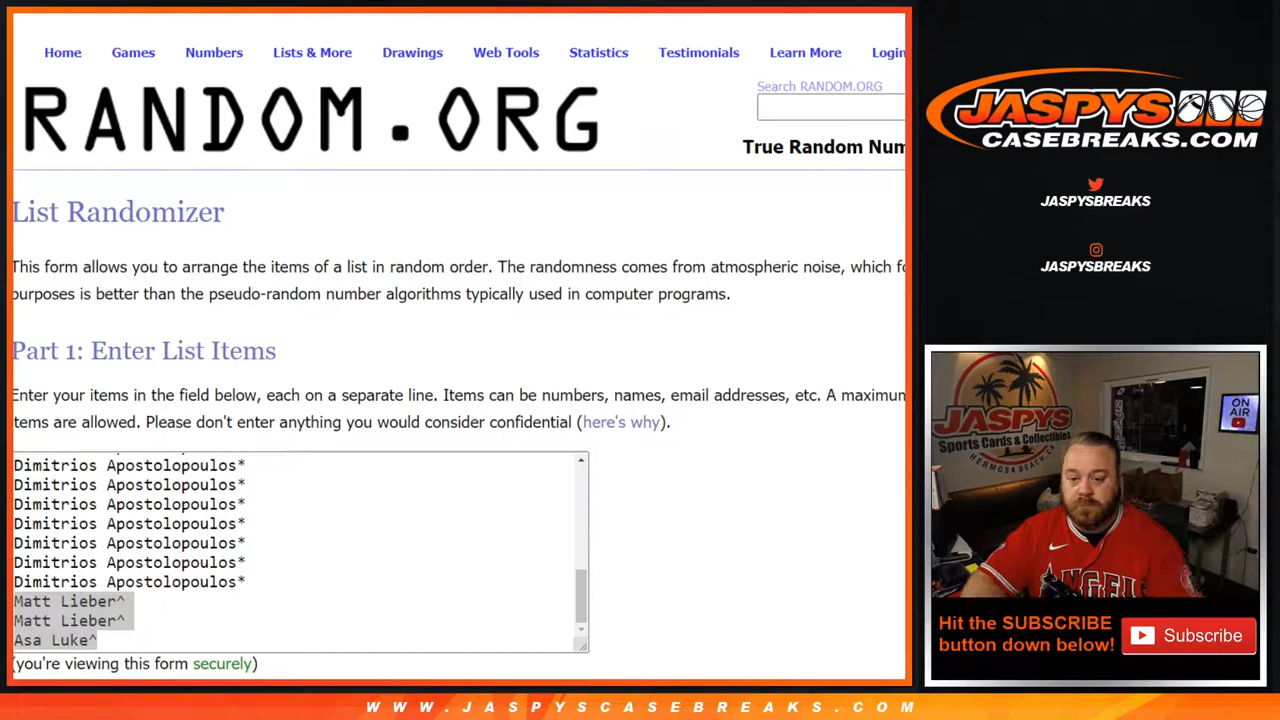 Home Games Numbers Lists & More Drawings Web Tools Statistics Testimonials Learn More Login
RANDOM.ORG
Search RANDOM.ORG
True Random Num
List Randomizer
This form allows you to arrange the items of a list in random order. The randomness comes from atmospheric noise, which fo
purposes is better than the pseudo-random number algorithms typically used in computer programs.
Part 1: Enter List Items
Enter your items in the field below, each on a separate line. Items can be numbers, names, email addresses, etc. A maximum
tems are allowed. Please don't enter anything you would consider confidential (here's why).
Dimitrios Apostolopoulos*
Dimitrios Apostolopoulos*
Dimitrios Apostolopoulos*
Dimitrios Apostolopoulos*
Dimitrios Apostolopoulos*
Dimitrios Apostolopoulos*
Dimitrios Apostolopoulos*
Matt Lieber^
Matt Lieber^
Asa Luke^
(you're viewing this form securely)
JASPYS
CASEBREAKS.COM
JASPYSBREAKS
JASPYSBREAKS
JASPYS
Sports Cards & Collectibles
HERMOSA BEACH, CA
ON
AIR
ANGEL
Hit the SUBSCRIBE
button down below!
Subscribe
WWW.JASPYSCASEBREAKS.COM